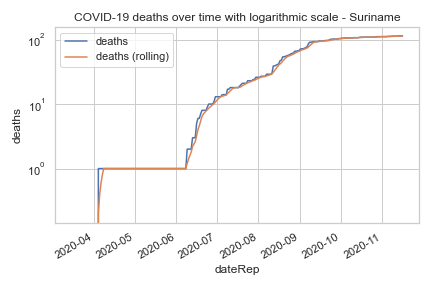 COVID-19 deaths over time with logarithmic scale - Suriname
deaths
deaths (rolling)
10²
10¹
10⁰
deaths
2020-04
2020-05
2020-06
2020-07
2020-08
2020-09
2020-10
2020-11
dateRep